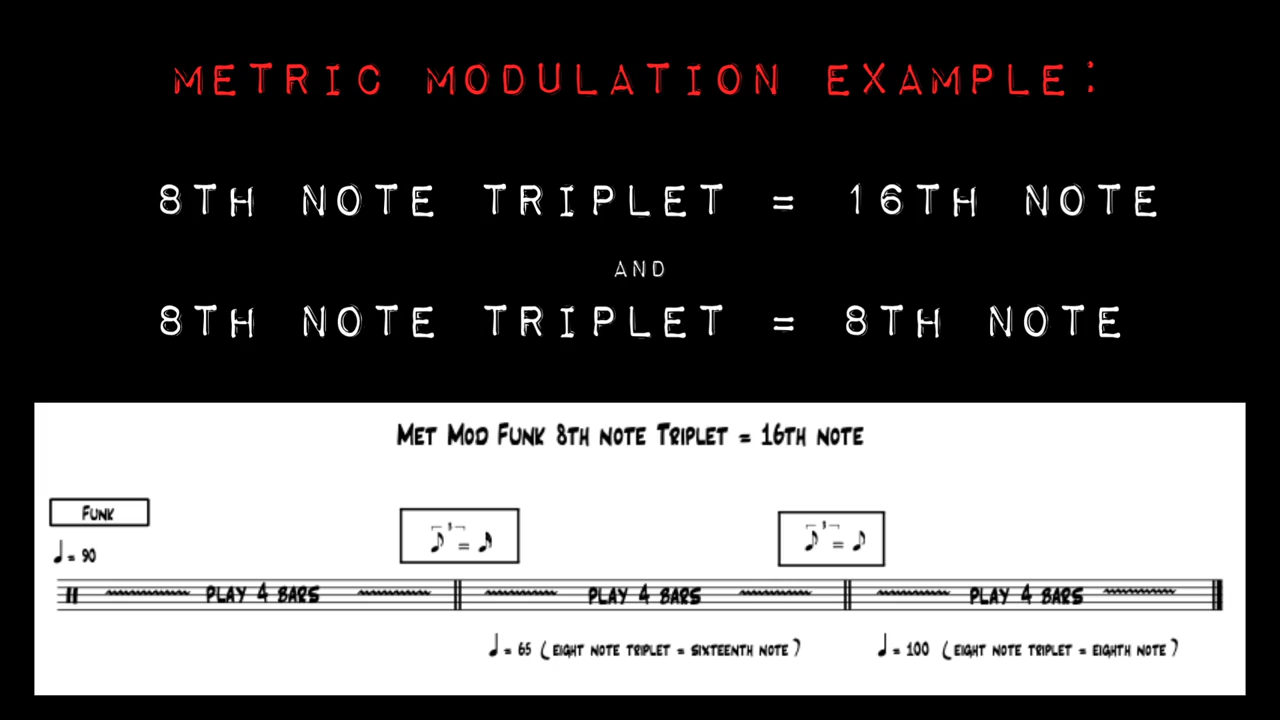 METRIC MODULATION EXAMPLE:
8TH NOTE TRIPLET = 16TH NOTE
AND
8TH NOTE TRIPLET = 8TH NOTE
MET MOD FUNK 8TH NOTE TRIPLET = 16TH NOTE
FUNK
♩ = 90
3
♪ = 𝅘𝅥𝅯
3
♪ = ♪
PLAY 4 BARS PLAY 4 BARS PLAY 4 BARS
♩ = 65 (EIGHT NOTE TRIPLET = SIXTEENTH NOTE)
♩ = 100 (EIGHT NOTE TRIPLET = EIGHTH NOTE)